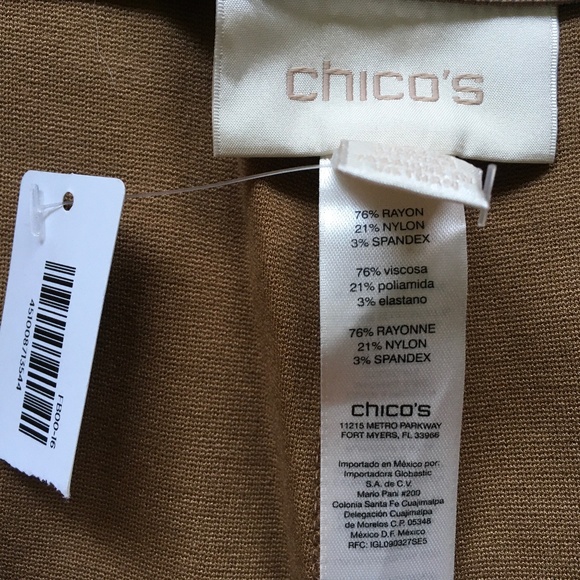 chico's
76% RAYON
21% NYLON
3% SPANDEX
76% viscosa
21% poliamida
3% elastano
76% RAYONNE
21% NYLON
3% SPANDEX
chico's
11215 METRO PARKWAY
FORT MYERS, FL 33966
Importado en México por:
Importadora Globastic
S.A. de C.V.
Mario Pani #200
Colonia Santa Fe Cuajimalpa
Delegación Cuajimalpa
de Morelos C.P. 05348
México D.F. México
RFC: IGL090327SE5
451008713544
FB00-16